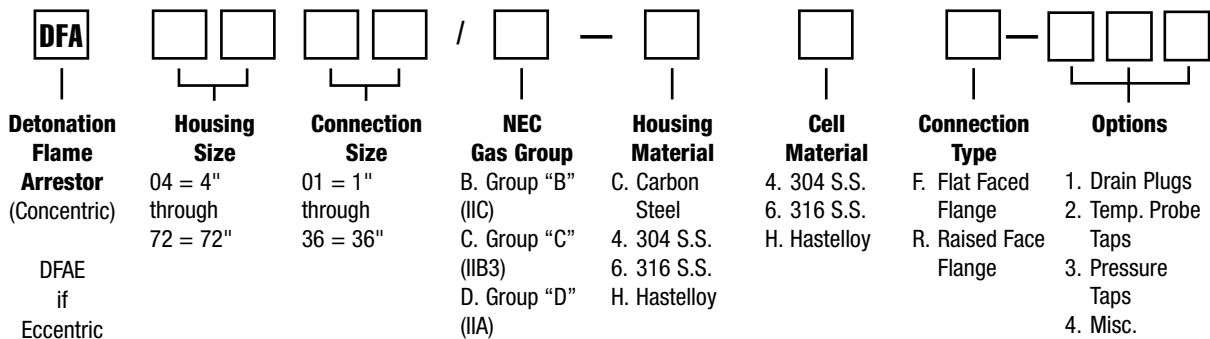 DFA / — —
Detonation Flame Arrestor (Concentric)
DFAE if Eccentric
Housing Size
04 = 4"
through
72 = 72"
Connection Size
01 = 1"
through
36 = 36"
NEC Gas Group
B. Group “B” (IIC)
C. Group “C” (IIB3)
D. Group “D” (IIA)
Housing Material
C. Carbon Steel
4. 304 S.S.
6. 316 S.S.
H. Hastelloy
Cell Material
4. 304 S.S.
6. 316 S.S.
H. Hastelloy
Connection Type
F. Flat Faced Flange
R. Raised Face Flange
Options
1. Drain Plugs
2. Temp. Probe Taps
3. Pressure Taps
4. Misc.